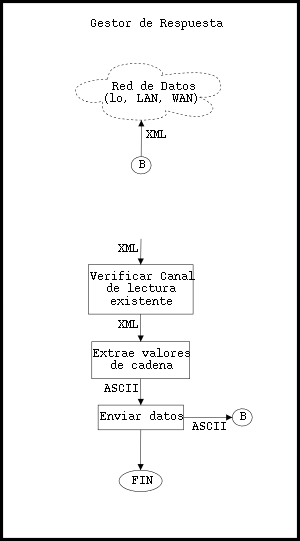 Gestor de Respuesta
Red de Datos
(lo, LAN, WAN)
XML
B
XML
Verificar Canal
de lectura
existente
XML
Extrae valores
de cadena
ASCII
Enviar datos
B
ASCII
FIN